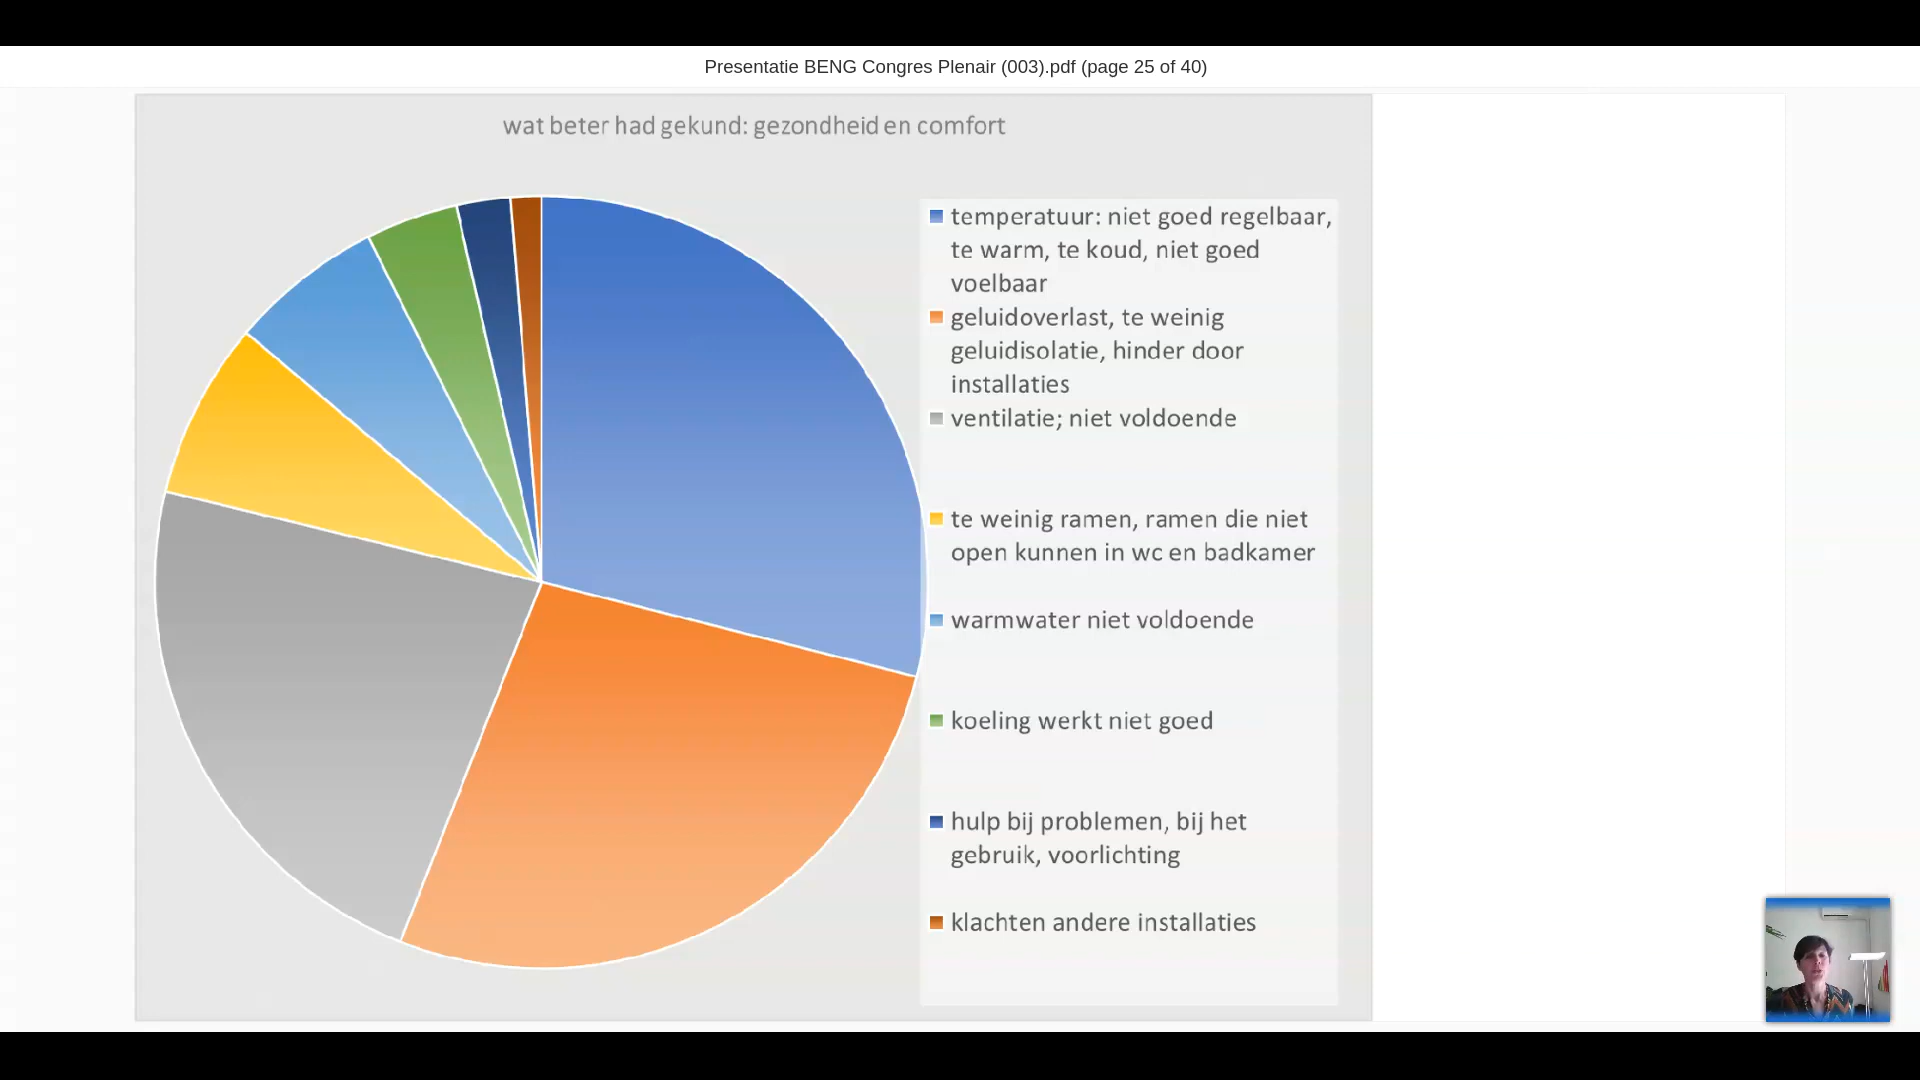 Presentatie BENG Congres Plenair (003).pdf (page 25 of 40)
wat beter had gekund: gezondheid en comfort
temperatuur: niet goed regelbaar,
te warm, te koud, niet goed
voelbaar
geluidoverlast, te weinig
geluidisolatie, hinder door
installaties
ventilatie; niet voldoende
te weinig ramen, ramen die niet
open kunnen in wc en badkamer
warmwater niet voldoende
koeling werkt niet goed
hulp bij problemen, bij het
gebruik, voorlichting
klachten andere installaties